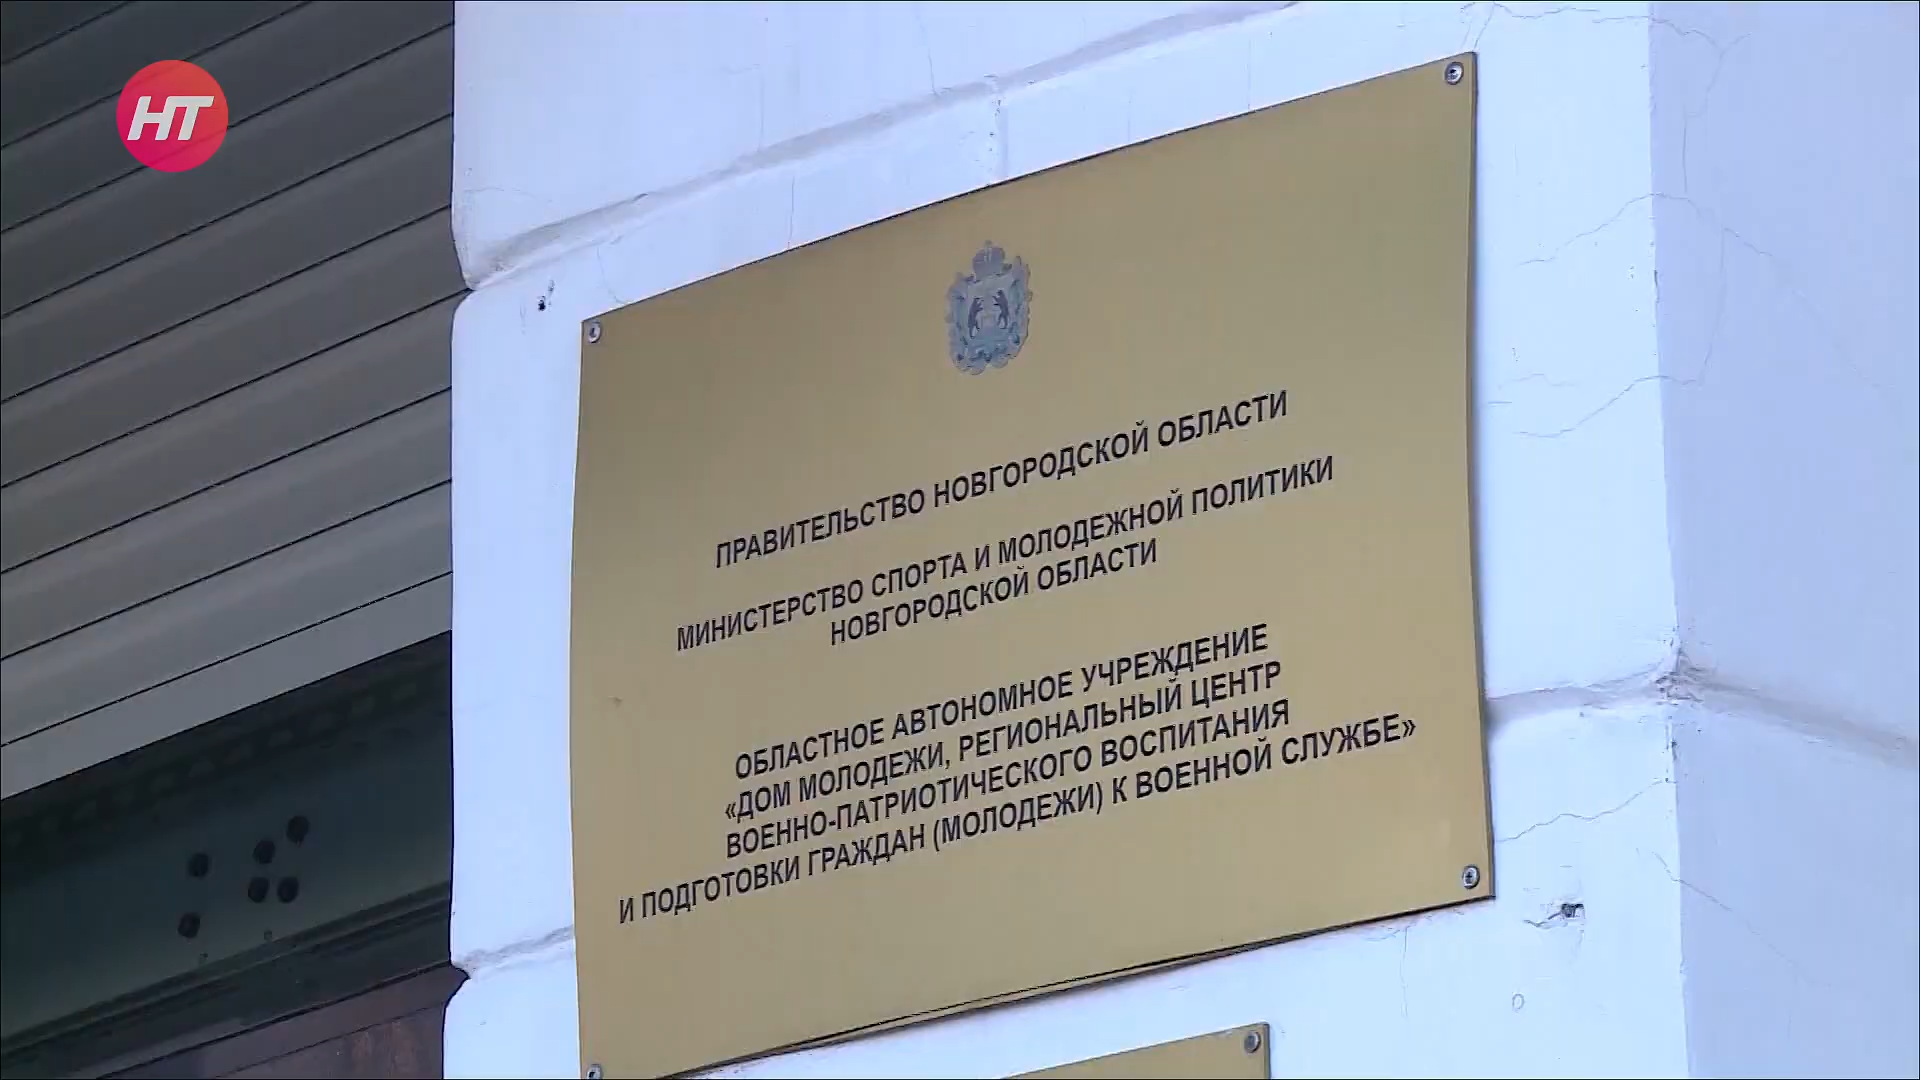 НТ
ПРАВИТЕЛЬСТВО НОВГОРОДСКОЙ ОБЛАСТИ
МИНИСТЕРСТВО СПОРТА И МОЛОДЕЖНОЙ ПОЛИТИКИ
НОВГОРОДСКОЙ ОБЛАСТИ
ОБЛАСТНОЕ АВТОНОМНОЕ УЧРЕЖДЕНИЕ
«ДОМ МОЛОДЕЖИ, РЕГИОНАЛЬНЫЙ ЦЕНТР
ВОЕННО-ПАТРИОТИЧЕСКОГО ВОСПИТАНИЯ
И ПОДГОТОВКИ ГРАЖДАН (МОЛОДЕЖИ) К ВОЕННОЙ СЛУЖБЕ»